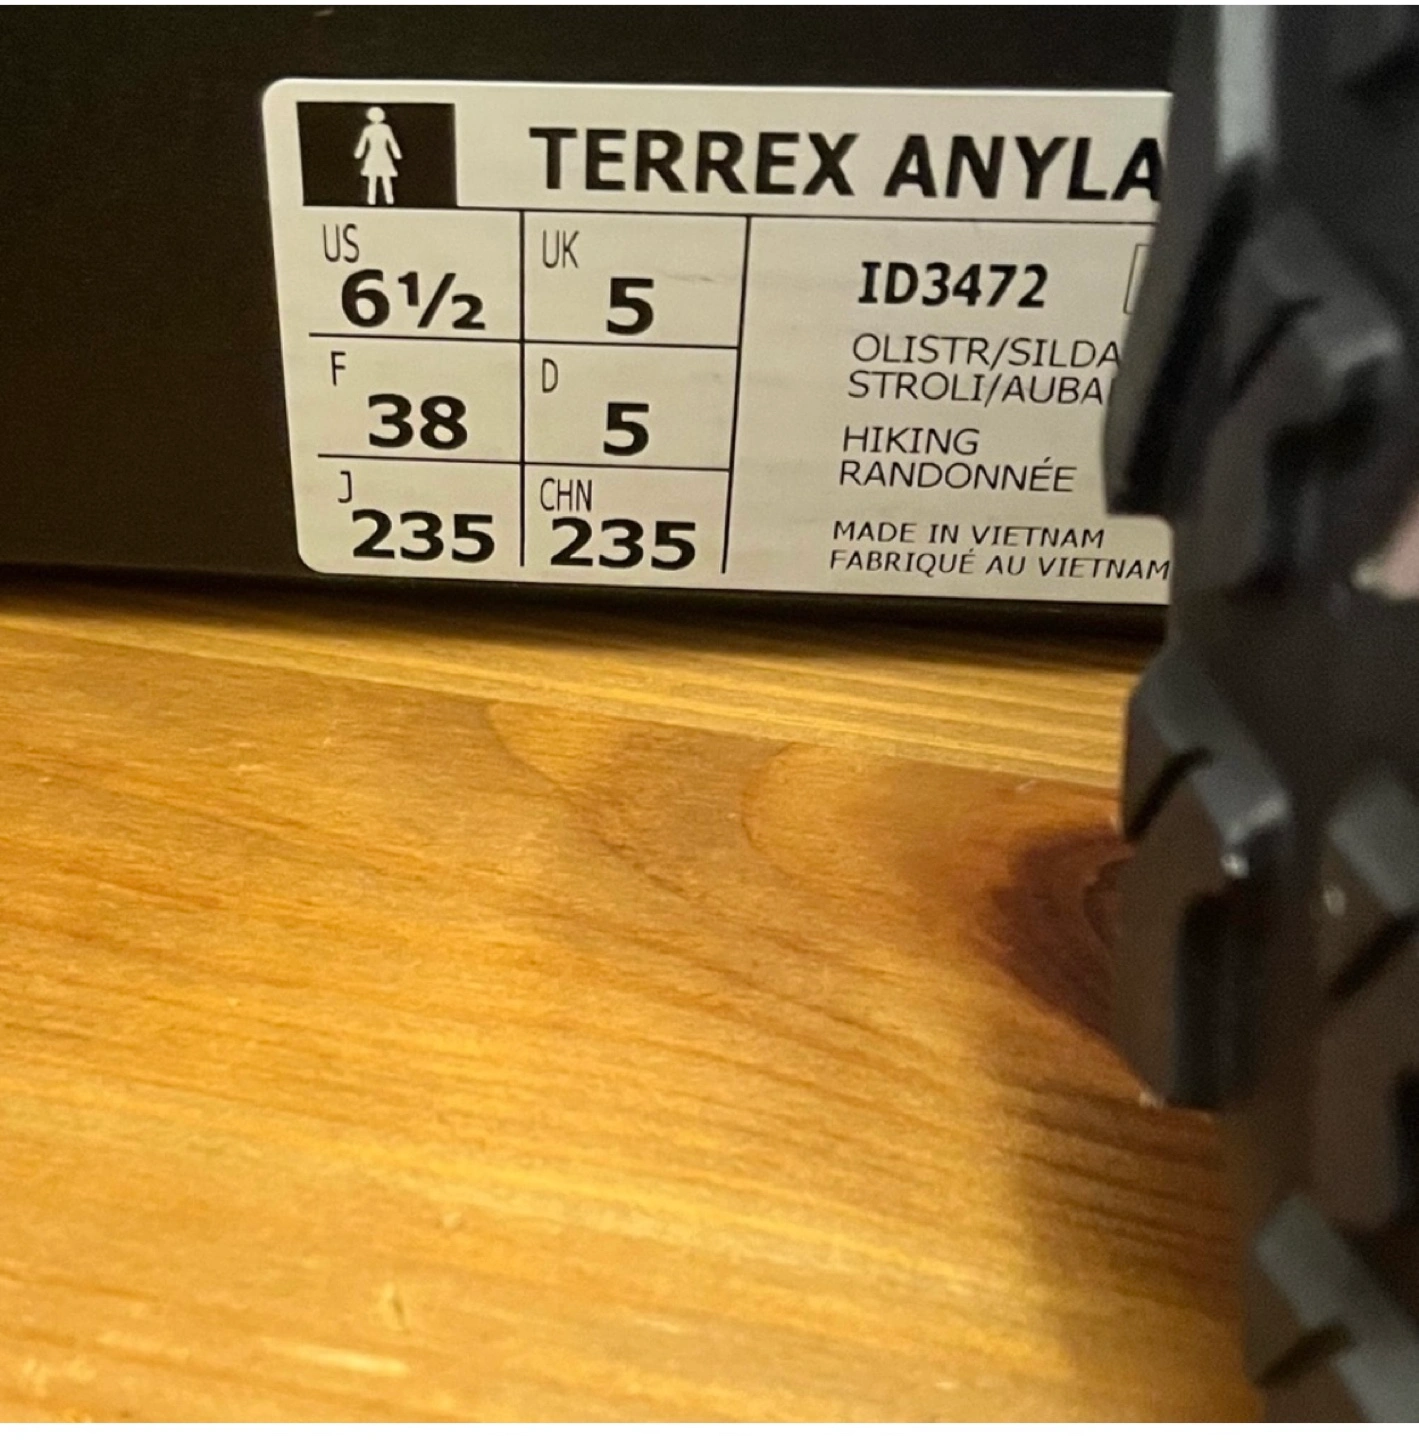 TERREX ANYLA
US 6½
UK 5
F 38
D 5
J 235
CHN 235
ID3472
OLISTR/SILDA
STROLI/AUBA
HIKING
RANDONNÉE
MADE IN VIETNAM
FABRIQUÉ AU VIETNAM